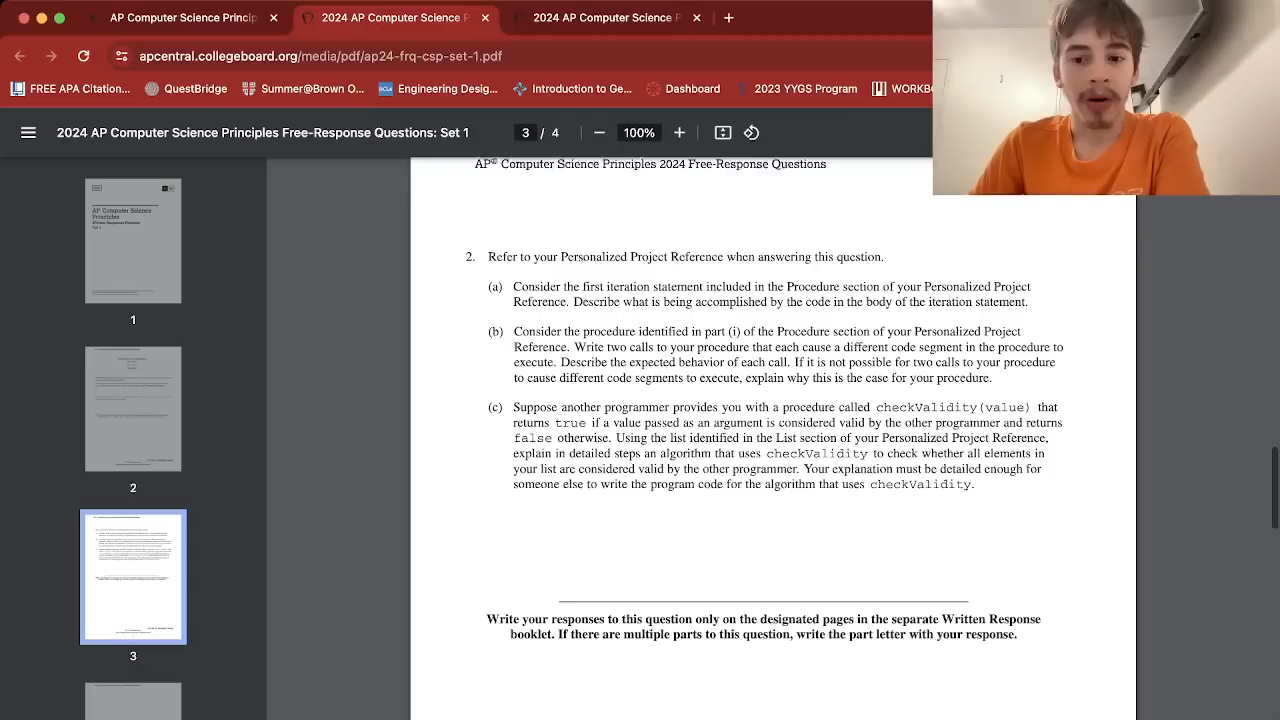 AP Computer Science Princip
2024 AP Computer Science P
2024 AP Computer Science F
apcentral.collegeboard.org/media/pdf/ap24-frq-csp-set-1.pdf
FREE APA Citation...
QuestBridge
Summer@Brown O...
Engineering Desig...
Introduction to Ge...
Dashboard
2023 YYGS Program
WORKBO
2024 AP Computer Science Principles Free-Response Questions: Set 1
3 / 4
100%
AP Computer Science
Principles
1
2
3
AP® Computer Science Principles 2024 Free-Response Questions
2. Refer to your Personalized Project Reference when answering this question.
(a) Consider the first iteration statement included in the Procedure section of your Personalized Project
Reference. Describe what is being accomplished by the code in the body of the iteration statement.
(b) Consider the procedure identified in part (i) of the Procedure section of your Personalized Project
Reference. Write two calls to your procedure that each cause a different code segment in the procedure to
execute. Describe the expected behavior of each call. If it is not possible for two calls to your procedure
to cause different code segments to execute, explain why this is the case for your procedure.
(c) Suppose another programmer provides you with a procedure called checkValidity(value) that
returns true if a value passed as an argument is considered valid by the other programmer and returns
false otherwise. Using the list identified in the List section of your Personalized Project Reference,
explain in detailed steps an algorithm that uses checkValidity to check whether all elements in
your list are considered valid by the other programmer. Your explanation must be detailed enough for
someone else to write the program code for the algorithm that uses checkValidity.
Write your responses to this question only on the designated pages in the separate Written Response
booklet. If there are multiple parts to this question, write the part letter with your response.